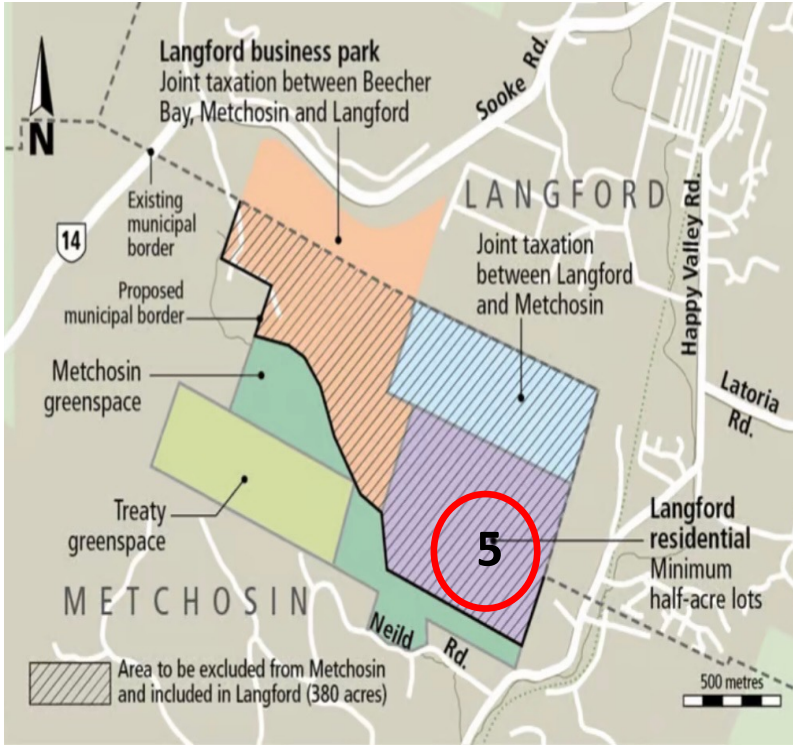 Langford business park
Joint taxation between Beecher
Bay, Metchosin and Langford
Sooke Rd.
N
LANGFORD
Existing
municipal
border
14
Joint taxation
between Langford
and Metchosin
Happy Valley Rd.
Proposed
municipal border
Metchosin
greenspace
Latoria
Rd.
Treaty
greenspace
5
Langford
residential
Minimum
half-acre lots
METCHOSIN
Neild Rd.
Area to be excluded from Metchosin
and included in Langford (380 acres)
500 metres